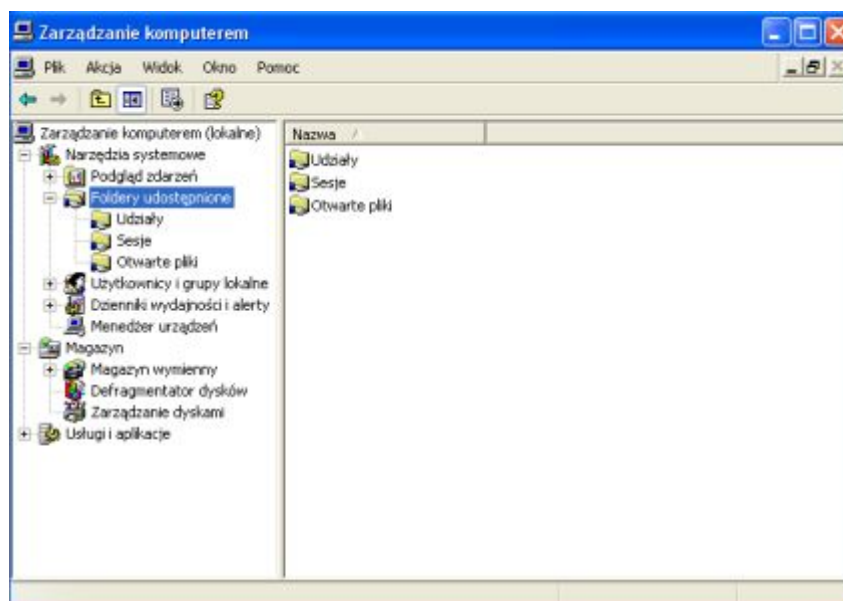 Zarządzanie komputerem
Plik Akcja Widok Okno Pomoc
Zarządzanie komputerem (lokalne)
Narzędzia systemowe
Podgląd zdarzeń
Foldery udostępnione
Udziały
Sesje
Otwarte pliki
Użytkownicy i grupy lokalne
Dzienniki wydajności i alerty
Menedżer urządzeń
Magazyn
Magazyn wymienny
Defragmentator dysków
Zarządzanie dyskami
Usługi i aplikacje
Nazwa
Udziały
Sesje
Otwarte pliki